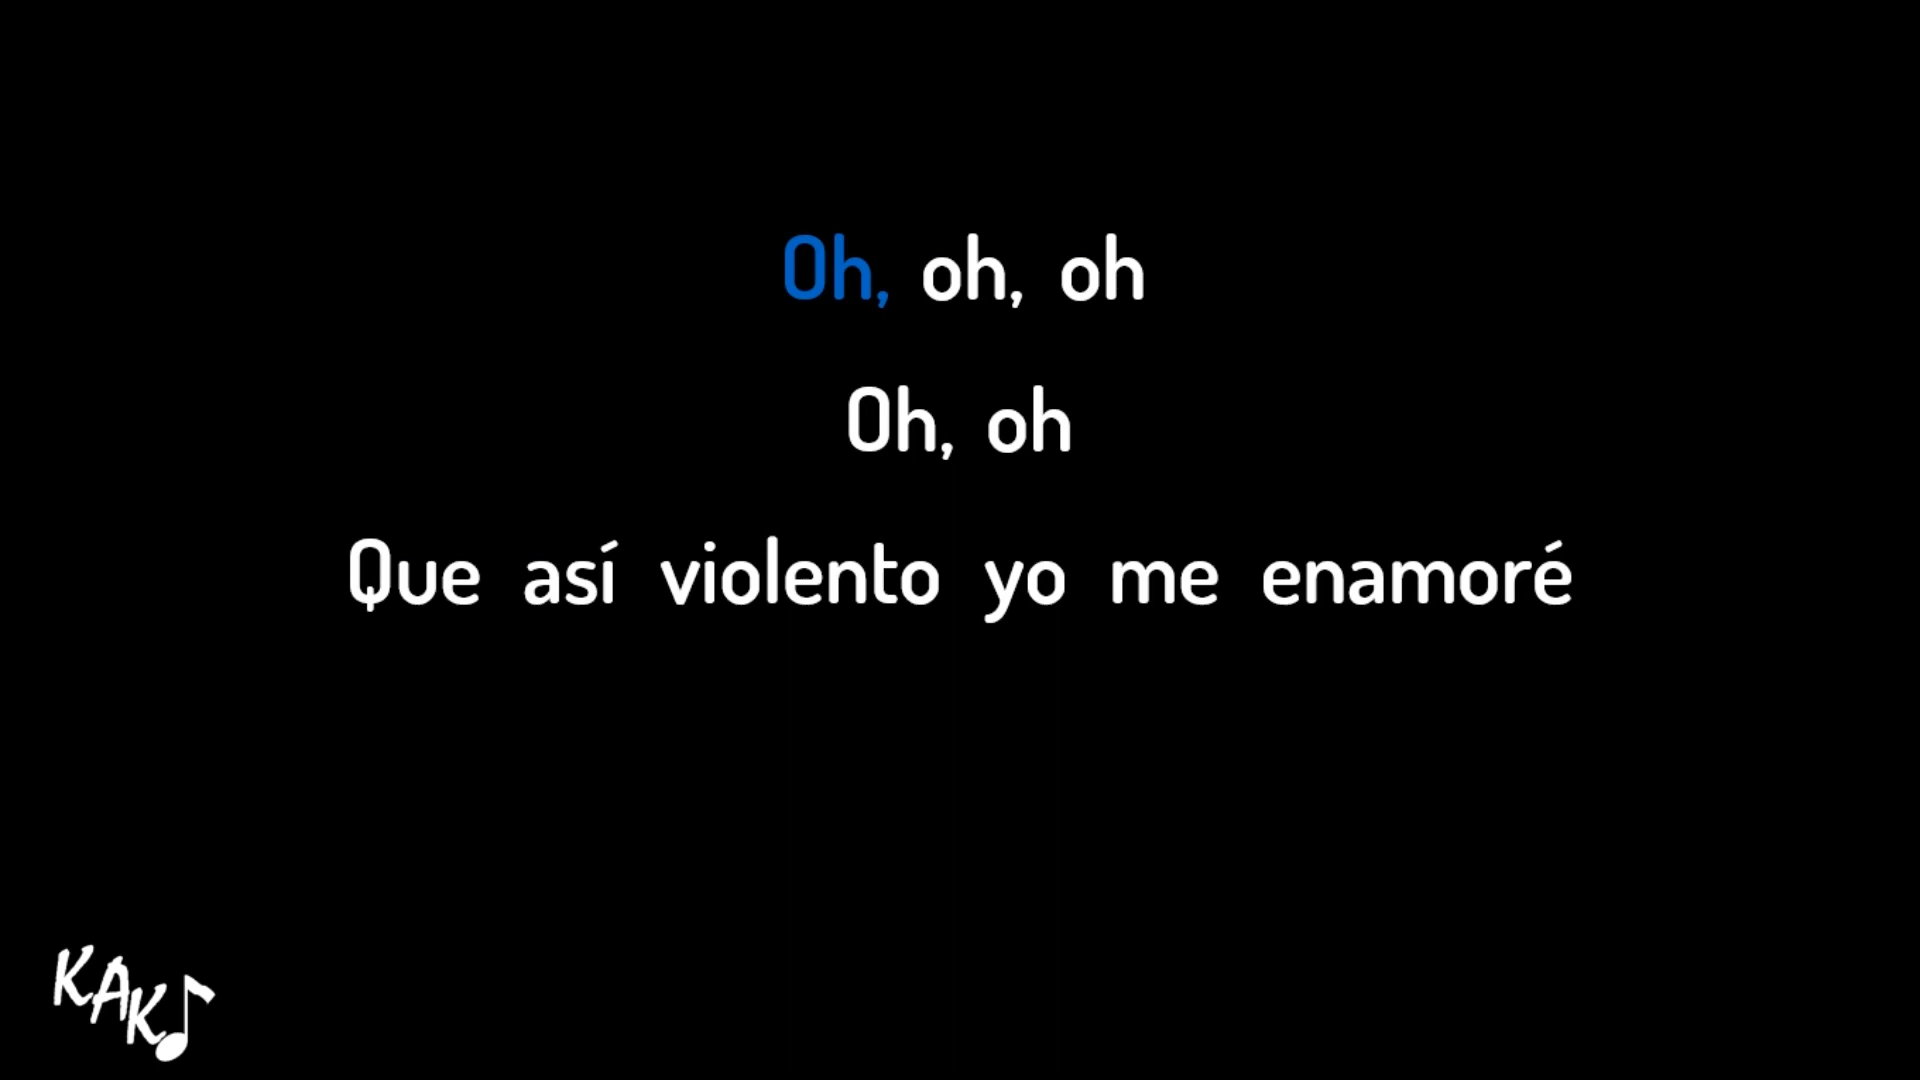 Oh, oh, oh
Oh, oh
Que así violento yo me enamoré
KAK